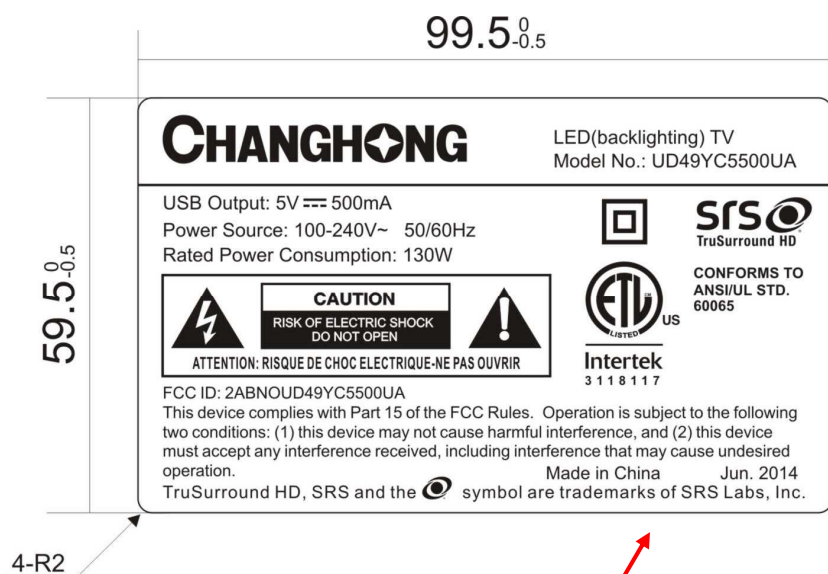 99.5 0 -0.5
59.5 0 -0.5
CHANGHONG
LED(backlighting) TV
Model No.: UD49YC5500UA
USB Output: 5V ⎓ 500mA
Power Source: 100-240V~ 50/60Hz
Rated Power Consumption: 130W
SRS
TruSurround HD
CAUTION
RISK OF ELECTRIC SHOCK
DO NOT OPEN
ATTENTION: RISQUE DE CHOC ELECTRIQUE-NE PAS OUVRIR
ETL
CM
LISTED
US
Intertek
3118117
CONFORMS TO
ANSI/UL STD.
60065
FCC ID: 2ABNOUD49YC5500UA
This device complies with Part 15 of the FCC Rules. Operation is subject to the following
two conditions: (1) this device may not cause harmful interference, and (2) this device
must accept any interference received, including interference that may cause undesired
operation.
Made in China Jun. 2014
TruSurround HD, SRS and the symbol are trademarks of SRS Labs, Inc.
4-R2